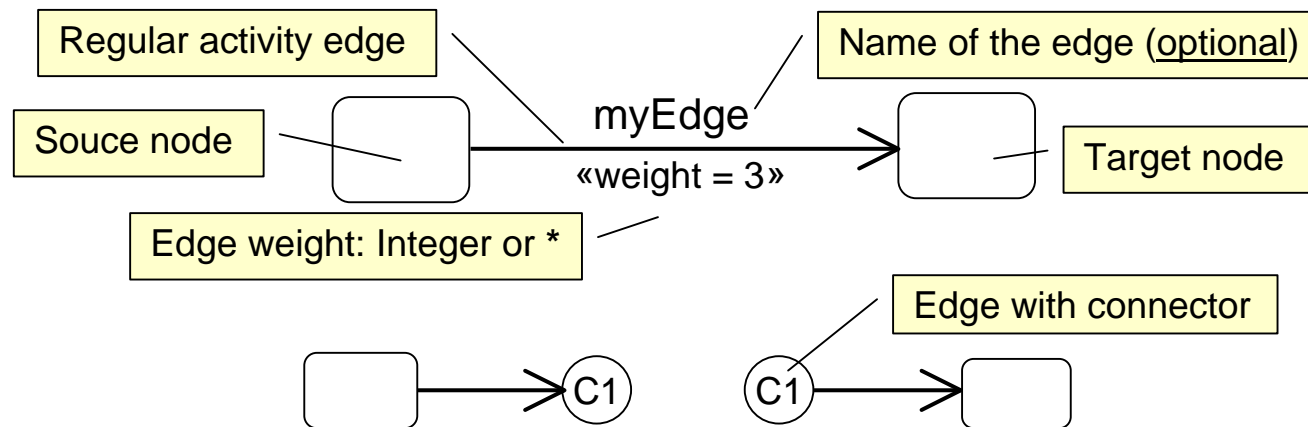 Regular activity edge
Name of the edge (optional)
myEdge
Souce node
Target node
«weight = 3»
Edge weight: Integer or *
Edge with connector
C1
C1